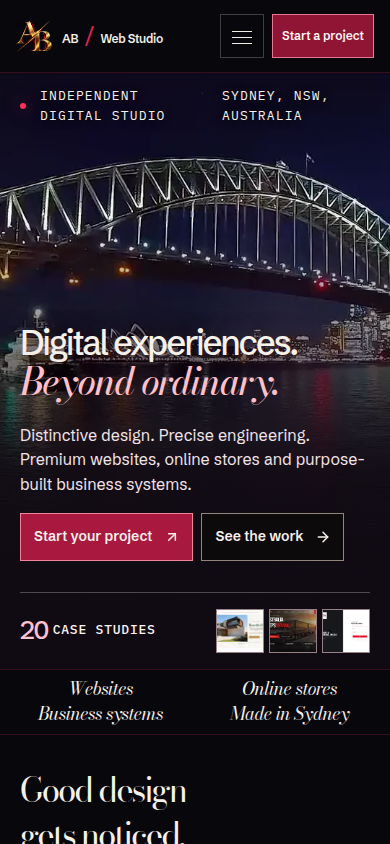 AB
AB / Web Studio
Start a project
INDEPENDENT
DIGITAL STUDIO
SYDNEY, NSW,
AUSTRALIA
Digital experiences.
Beyond ordinary.
Distinctive design. Precise engineering.
Premium websites, online stores and purpose-
built business systems.
Start your project
See the work
20 CASE STUDIES
Websites
Business systems
Online stores
Made in Sydney
Good design
gets noticed.